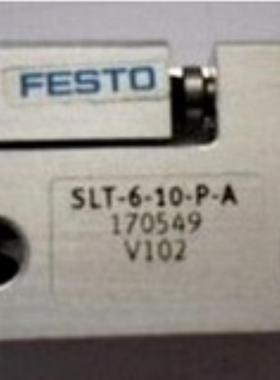 FESTO
SLT-6-10-P-A
170549
V102